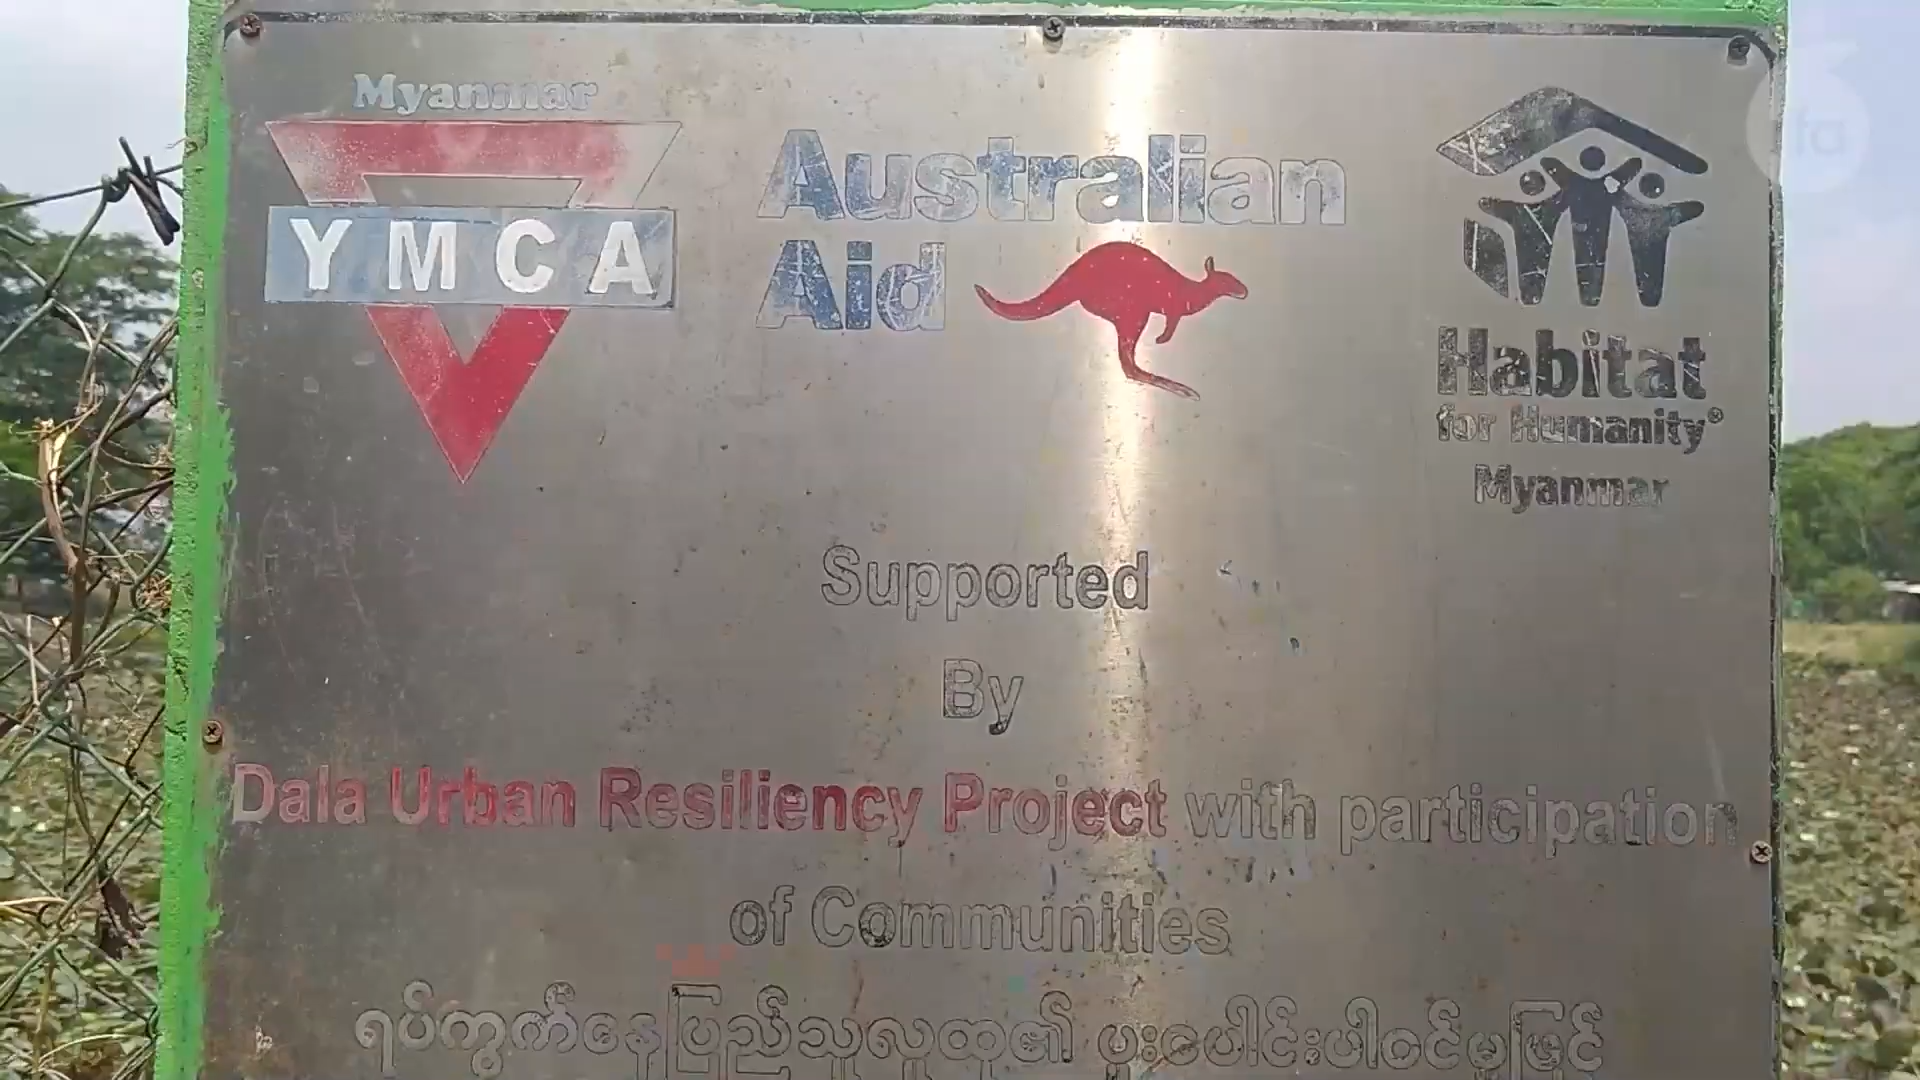 Myanmar
YMCA
Australian
Aid
Habitat
for Humanity®
Myanmar
Supported
By
Dala Urban Resiliency Project with participation
of Communities
ရပ်ကွက်နေပြည်သူလူထု၏ ပူးပေါင်းပါဝင်မှုဖြင့်